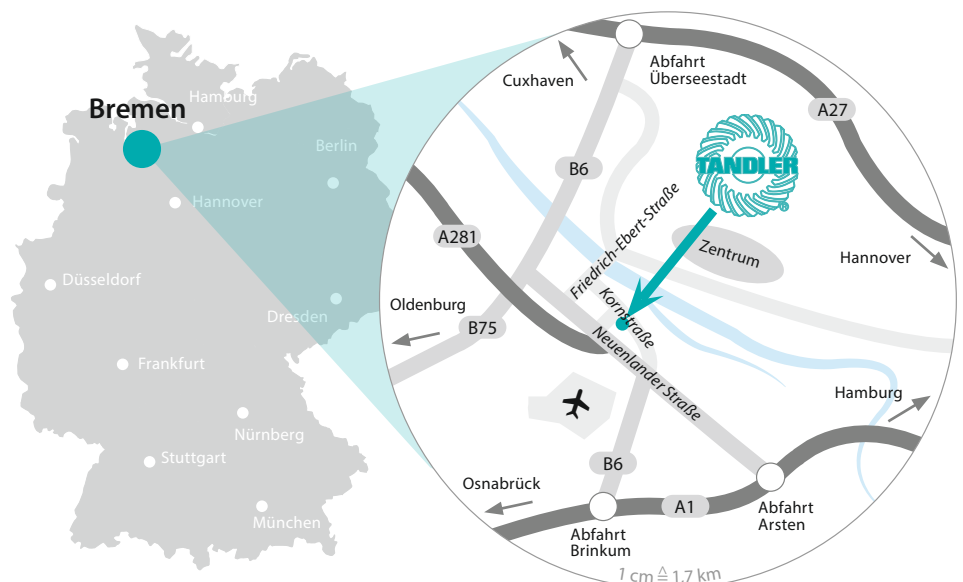 Bremen
Hamburg
Berlin
Hannover
Düsseldorf
Dresden
Frankfurt
Nürnberg
Stuttgart
München
Cuxhaven
Abfahrt
Überseestadt
A27
TANDLER
®
B6
A281
Friedrich-Ebert-Straße
Zentrum
Hannover
Oldenburg
Kornstraße
B75
Neuenlander Straße
Hamburg
B6
Osnabrück
A1
Abfahrt
Brinkum
Abfahrt
Arsten
1 cm ≙ 1,7 km